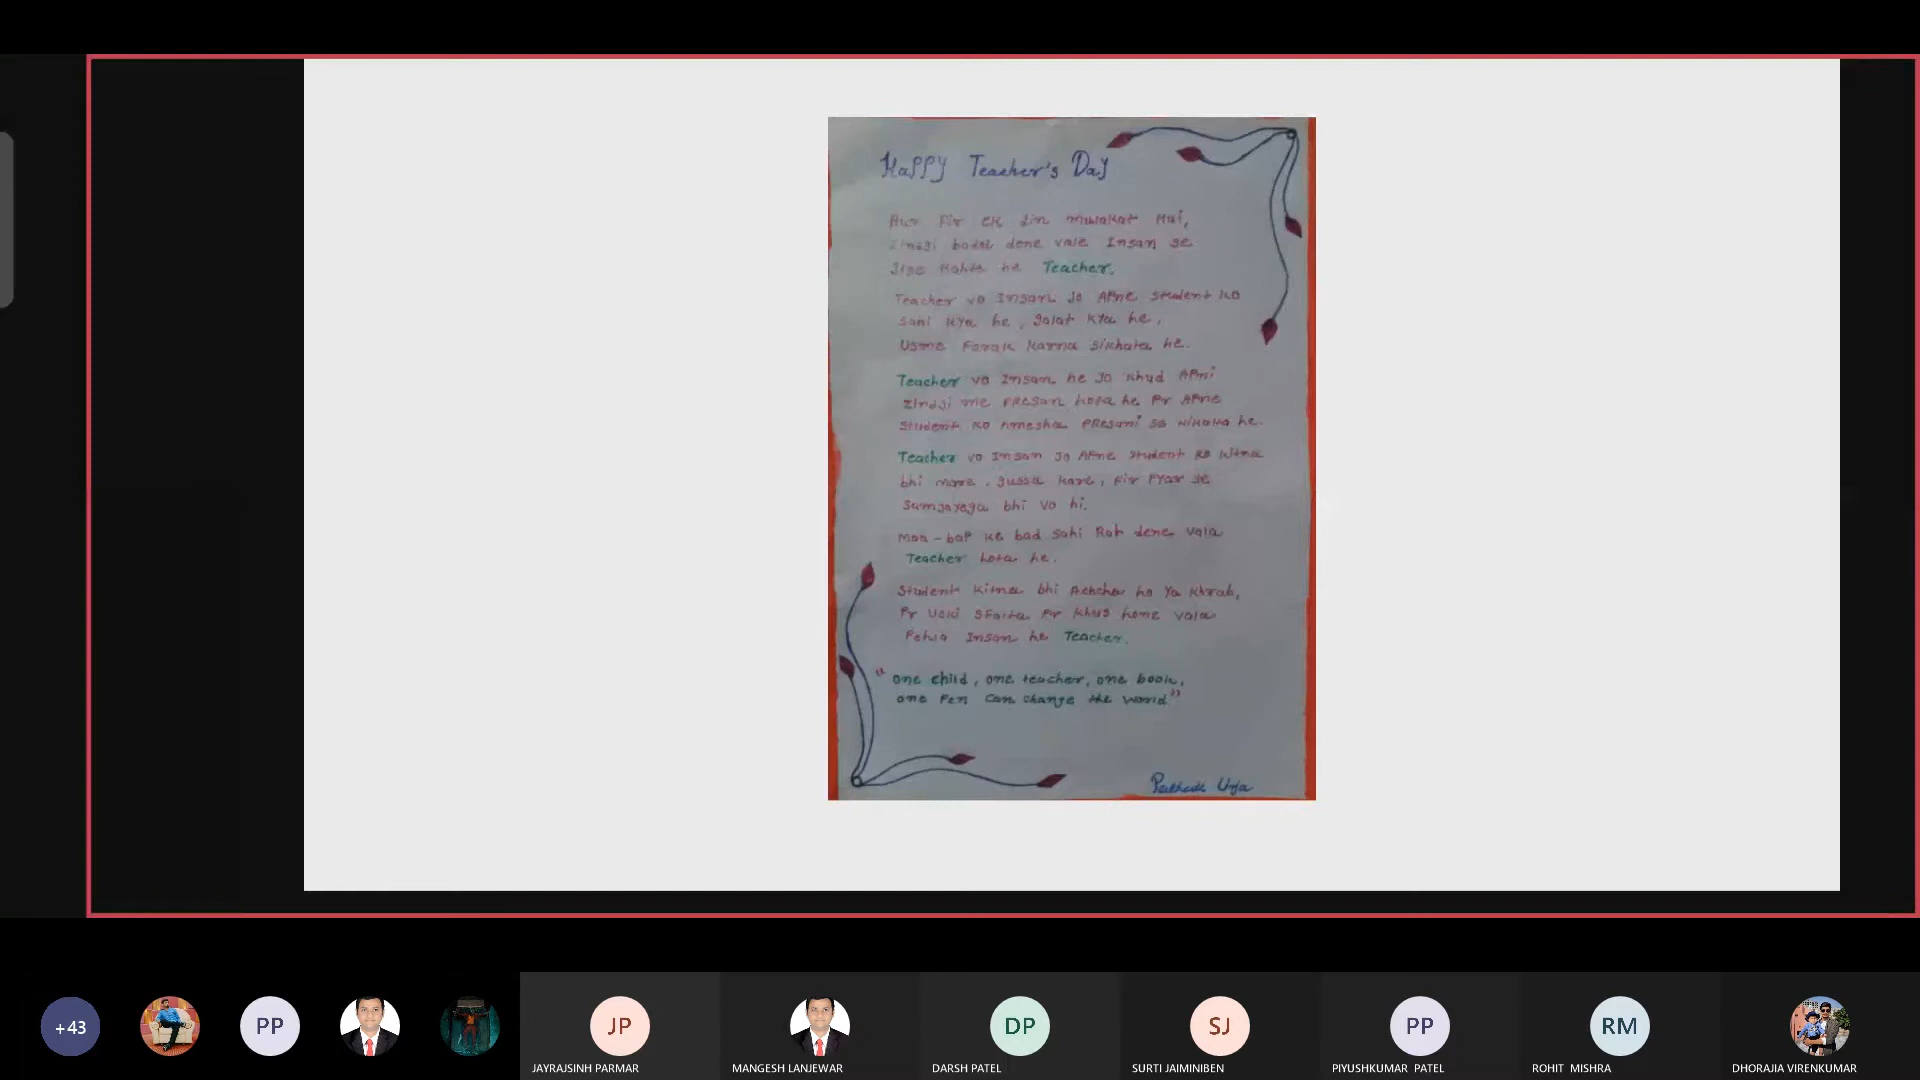 Happy Teacher's Day
Aur Fir ek din mulakat Hui,
Zindgi badal dene vale Insan se
Jise Kahte he Teacher.
Teacher vo Insan Jo APne student ko
sahi kya he, galat kya he,
Usme Farak karna sikhata he.
Teacher vo Insan he Jo khud APni
zindgi me PResan hota he Pr APne
student ko hmesha PResani se nikalta he.
Teacher vo Insan Jo APne student ko kitna
bhi mare, gussa kare, Fir Pyar se
Samjayega bhi vo hi.
Maa-baP ke bad sahi Rah dene vala
Teacher hota he.
Student kitna bhi Achcha ho Ya Khrab,
Pr Uski Pr khus hone vala
Pehla Insan he Teacher.
"one child, one teacher, one book,
one Pen Can change the world"
Urja
+43
PP
JP
DP
SJ
PP
RM
JAYRAJSINH PARMAR
MANGESH LANJEWAR
DARSH PATEL
SURTI JAIMINIBEN
PIYUSHKUMAR PATEL
ROHIT MISHRA
DHORAJIA VIRENKUMAR